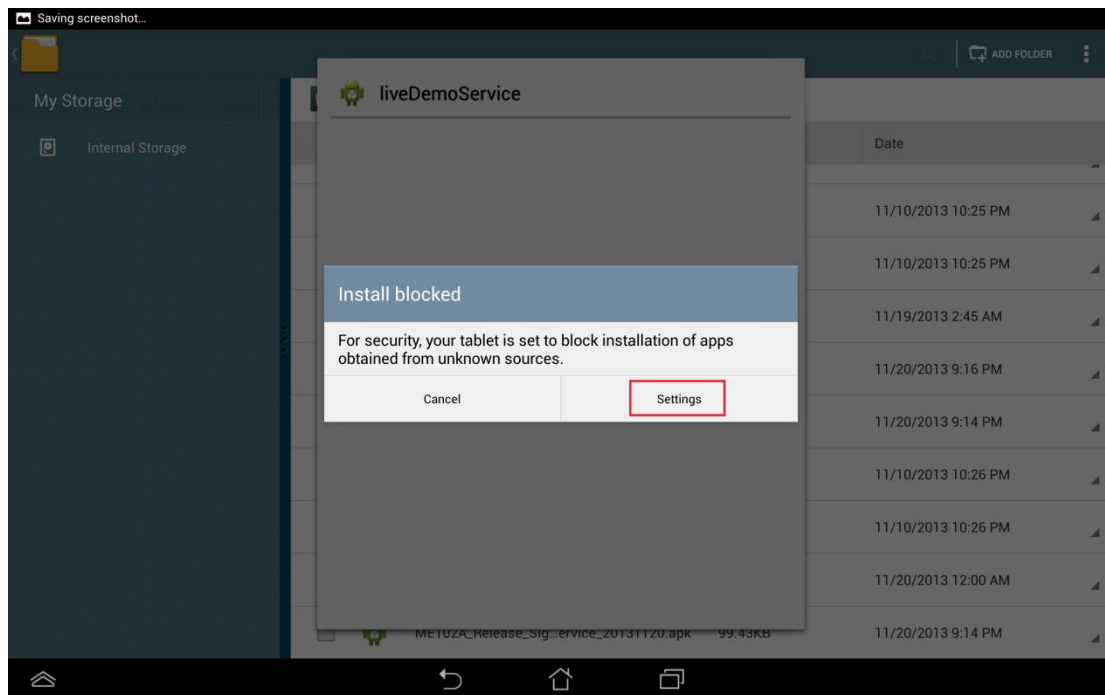 Saving screenshot...
ADD FOLDER
My Storage
liveDemoService
Internal Storage
Date
11/10/2013 10:25 PM
11/10/2013 10:25 PM
Install blocked
11/19/2013 2:45 AM
For security, your tablet is set to block installation of apps
obtained from unknown sources.
11/20/2013 9:16 PM
Cancel
Settings
11/20/2013 9:14 PM
11/10/2013 10:26 PM
11/10/2013 10:26 PM
11/20/2013 12:00 AM
ME102A_Release_Sig...ervice_20131120.apk 99.43KB 11/20/2013 9:14 PM